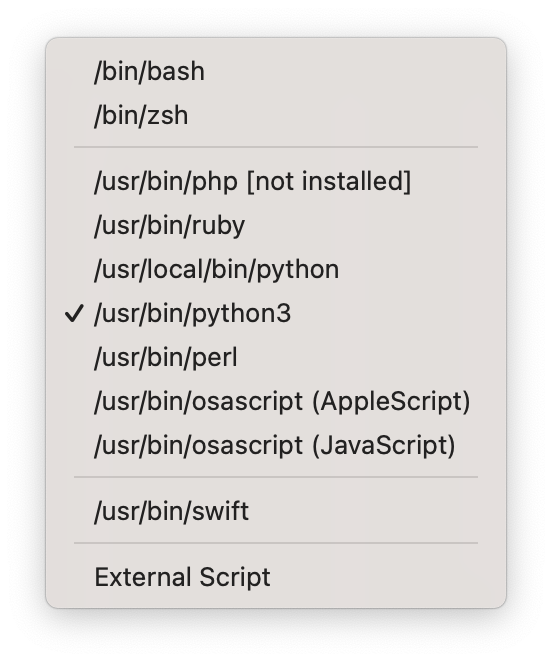 /bin/bash
/bin/zsh
/usr/bin/php [not installed]
/usr/bin/ruby
/usr/local/bin/python
✓ /usr/bin/python3
/usr/bin/perl
/usr/bin/osascript (AppleScript)
/usr/bin/osascript (JavaScript)
/usr/bin/swift
External Script